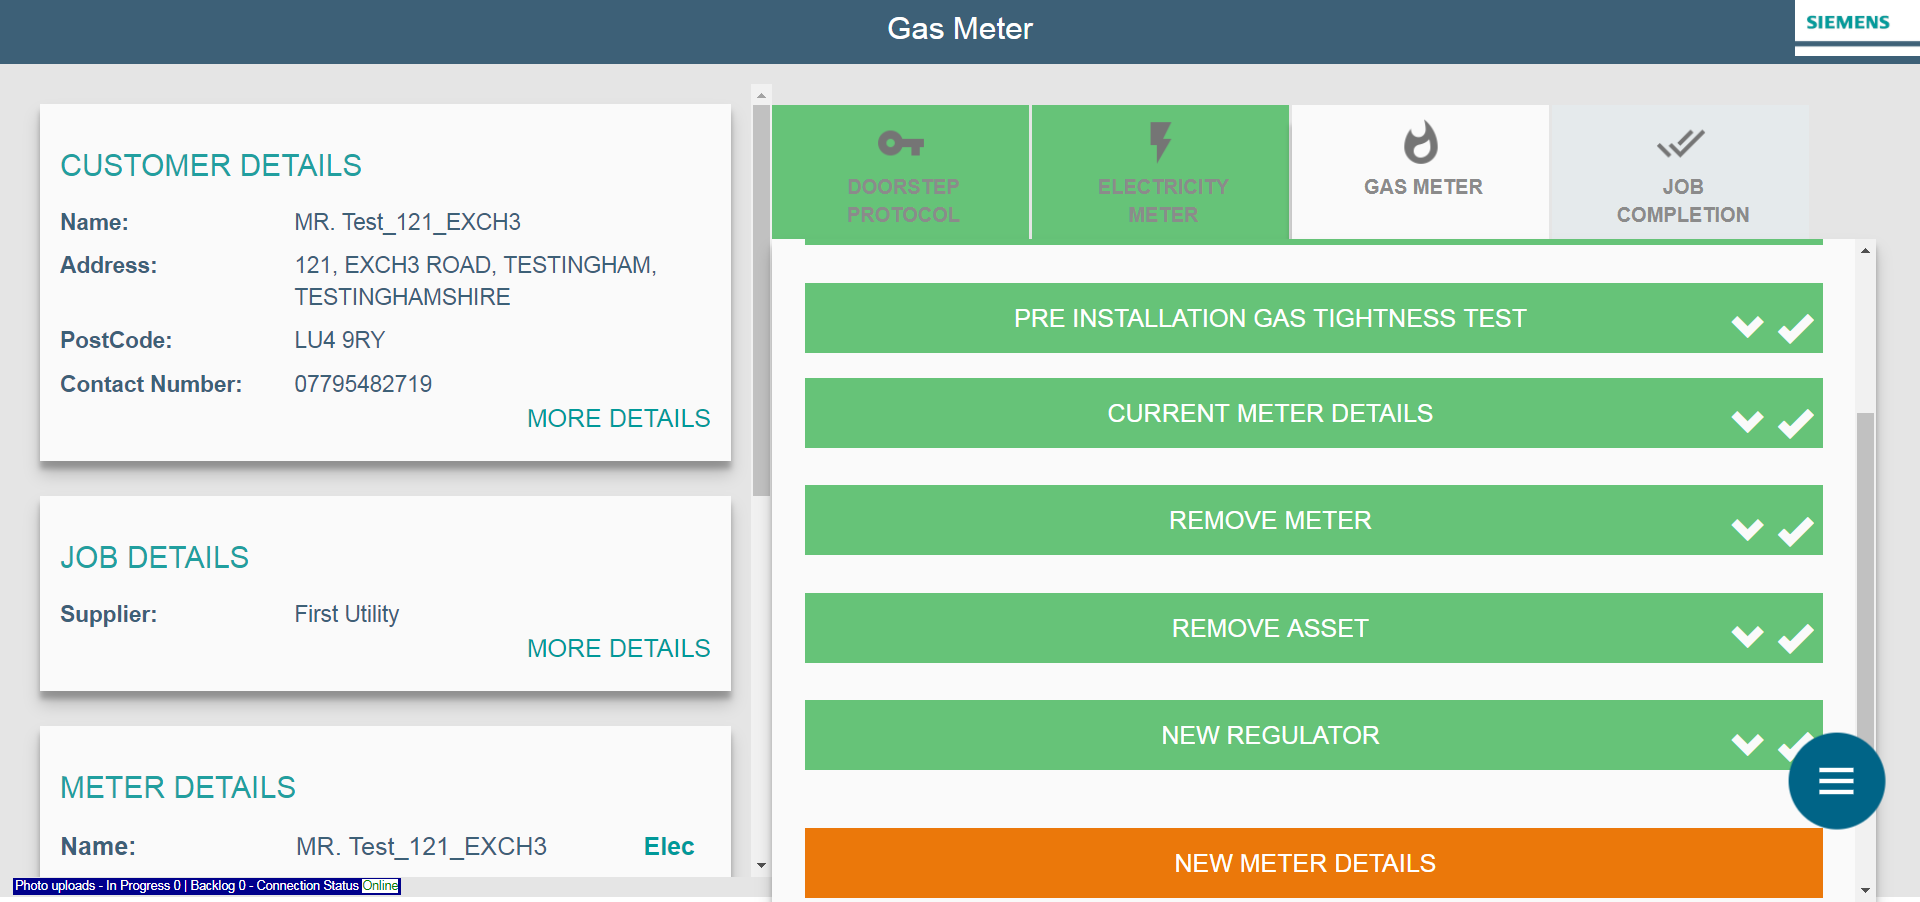 Gas Meter
SIEMENS
CUSTOMER DETAILS
Name: MR. Test_121_EXCH3
Address: 121, EXCH3 ROAD, TESTINGHAM,
TESTINGHAMSHIRE
PostCode: LU4 9RY
Contact Number: 07795482719
MORE DETAILS
JOB DETAILS
Supplier: First Utility
MORE DETAILS
METER DETAILS
Name: MR. Test_121_EXCH3 Elec
Photo uploads - In Progress 0 | Backlog 0 - Connection Status Online
DOORSTEP
PROTOCOL
ELECTRICITY
METER
GAS METER
JOB
COMPLETION
PRE INSTALLATION GAS TIGHTNESS TEST
CURRENT METER DETAILS
REMOVE METER
REMOVE ASSET
NEW REGULATOR
NEW METER DETAILS